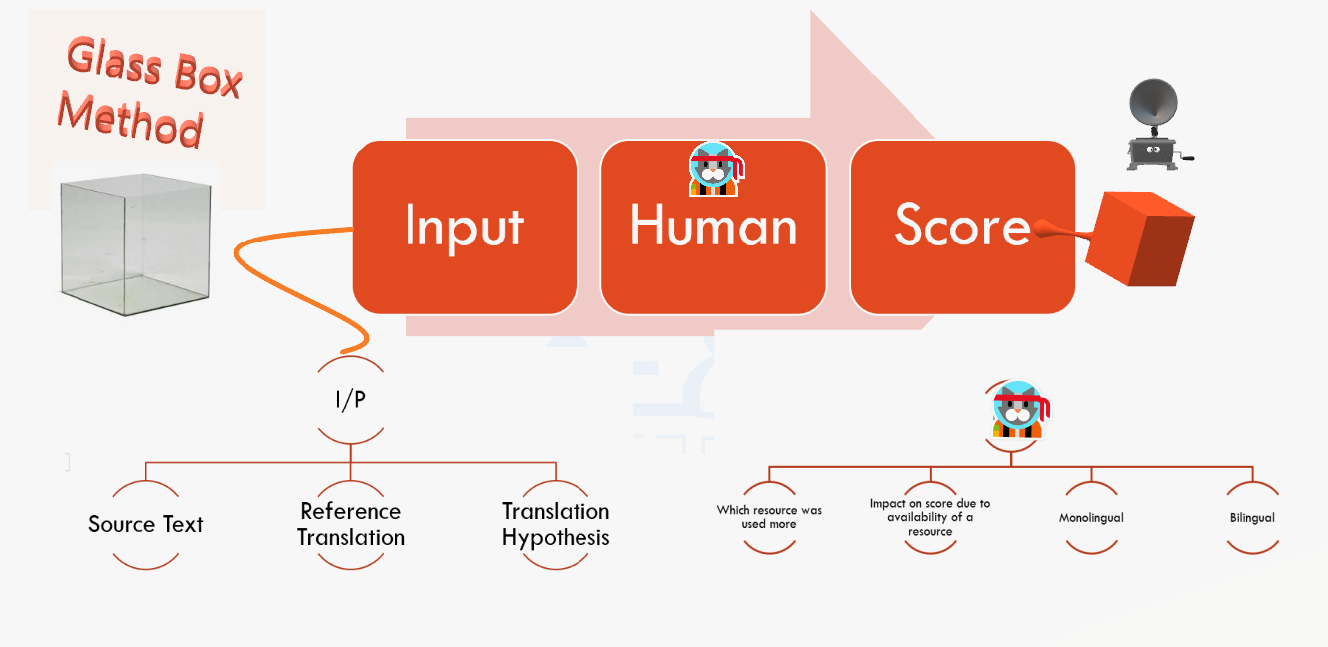 Glass Box
Method
Input
Human
Score
I/P
Source Text
Reference
Translation
Translation
Hypothesis
Which resource was
used more
Impact on score due to
availability of a
resource
Monolingual
Bilingual